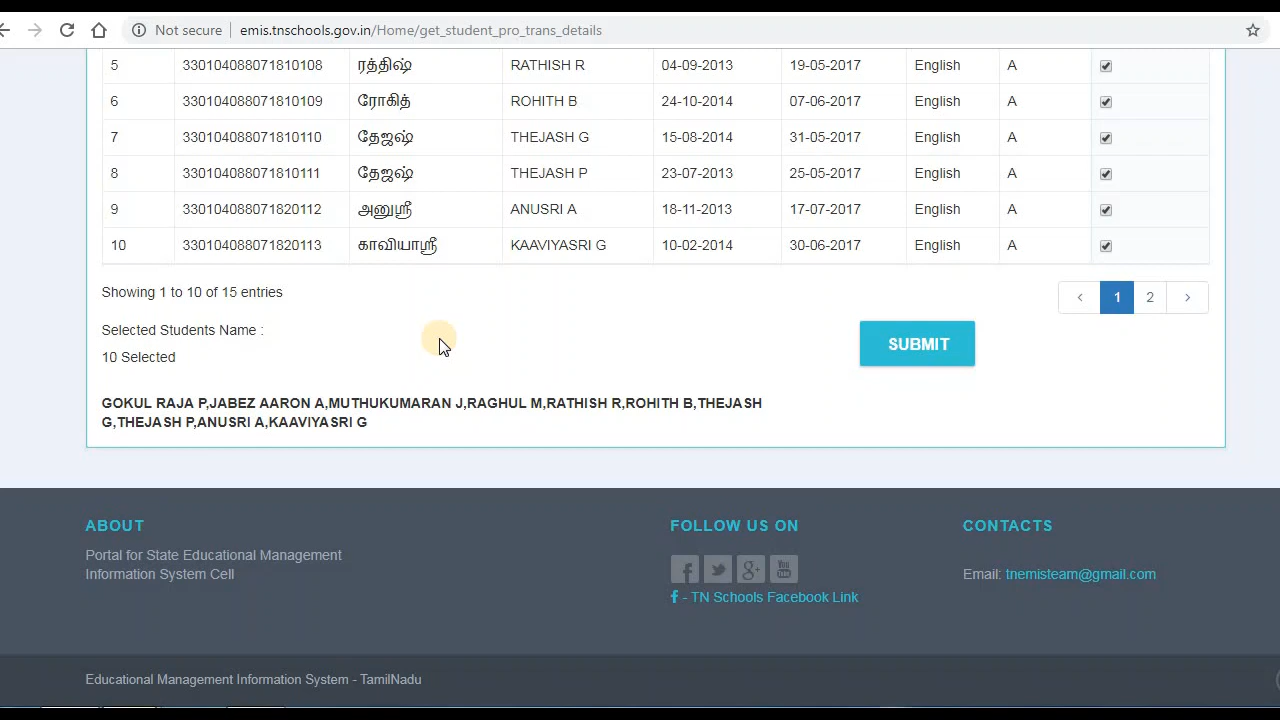 Not secure emis.tnschools.gov.in/Home/get_student_pro_trans_details
5 330104088071810108 ரத்திஷ் RATHISH R 04-09-2013 19-05-2017 English A
6 330104088071810109 ரோகித் ROHITH B 24-10-2014 07-06-2017 English A
7 330104088071810110 தேஜஷ் THEJASH G 15-08-2014 31-05-2017 English A
8 330104088071810111 தேஜஷ் THEJASH P 23-07-2013 25-05-2017 English A
9 330104088071820112 அனுஸ்ரீ ANUSRI A 18-11-2013 17-07-2017 English A
10 330104088071820113 காவியாஸ்ரீ KAAVIYASRI G 10-02-2014 30-06-2017 English A
Showing 1 to 10 of 15 entries
‹ 1 2 ›
Selected Students Name :
SUBMIT
10 Selected
GOKUL RAJA P,JABEZ AARON A,MUTHUKUMARAN J,RAGHUL M,RATHISH R,ROHITH B,THEJASH
G,THEJASH P,ANUSRI A,KAAVIYASRI G
ABOUT FOLLOW US ON CONTACTS
Portal for State Educational Management
Information System Cell
Email: tnemisteam@gmail.com
f - TN Schools Facebook Link
Educational Management Information System - TamilNadu